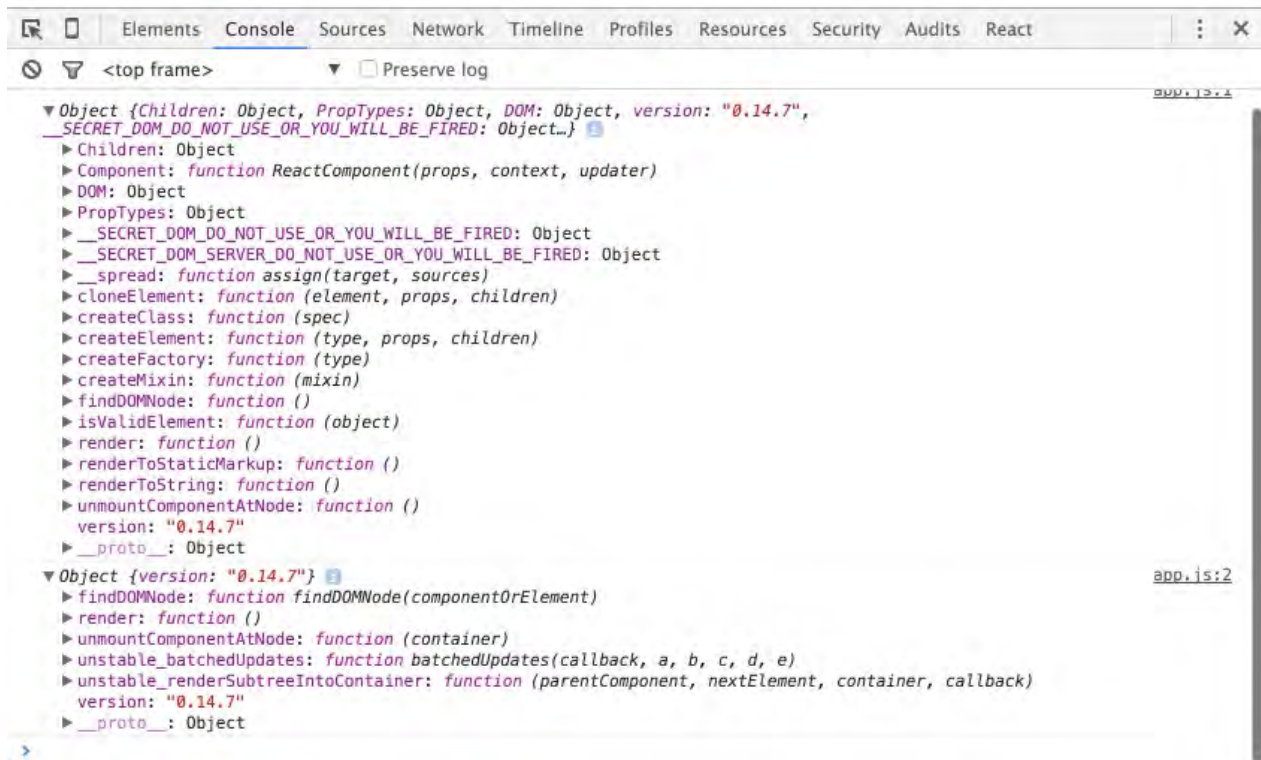 Elements Console Sources Network Timeline Profiles Resources Security Audits React
<top frame> Preserve log
app.js:1
Object {Children: Object, PropTypes: Object, DOM: Object, version: "0.14.7",
__SECRET_DOM_DO_NOT_USE_OR_YOU_WILL_BE_FIRED: Object…}
Children: Object
Component: function ReactComponent(props, context, updater)
DOM: Object
PropTypes: Object
__SECRET_DOM_DO_NOT_USE_OR_YOU_WILL_BE_FIRED: Object
__SECRET_DOM_SERVER_DO_NOT_USE_OR_YOU_WILL_BE_FIRED: Object
__spread: function assign(target, sources)
cloneElement: function (element, props, children)
createClass: function (spec)
createElement: function (type, props, children)
createFactory: function (type)
createMixin: function (mixin)
findDOMNode: function ()
isValidElement: function (object)
render: function ()
renderToStaticMarkup: function ()
renderToString: function ()
unmountComponentAtNode: function ()
version: "0.14.7"
__proto__: Object
Object {version: "0.14.7"} app.js:2
findDOMNode: function findDOMNode(componentOrElement)
render: function ()
unmountComponentAtNode: function (container)
unstable_batchedUpdates: function batchedUpdates(callback, a, b, c, d, e)
unstable_renderSubtreeIntoContainer: function (parentComponent, nextElement, container, callback)
version: "0.14.7"
__proto__: Object